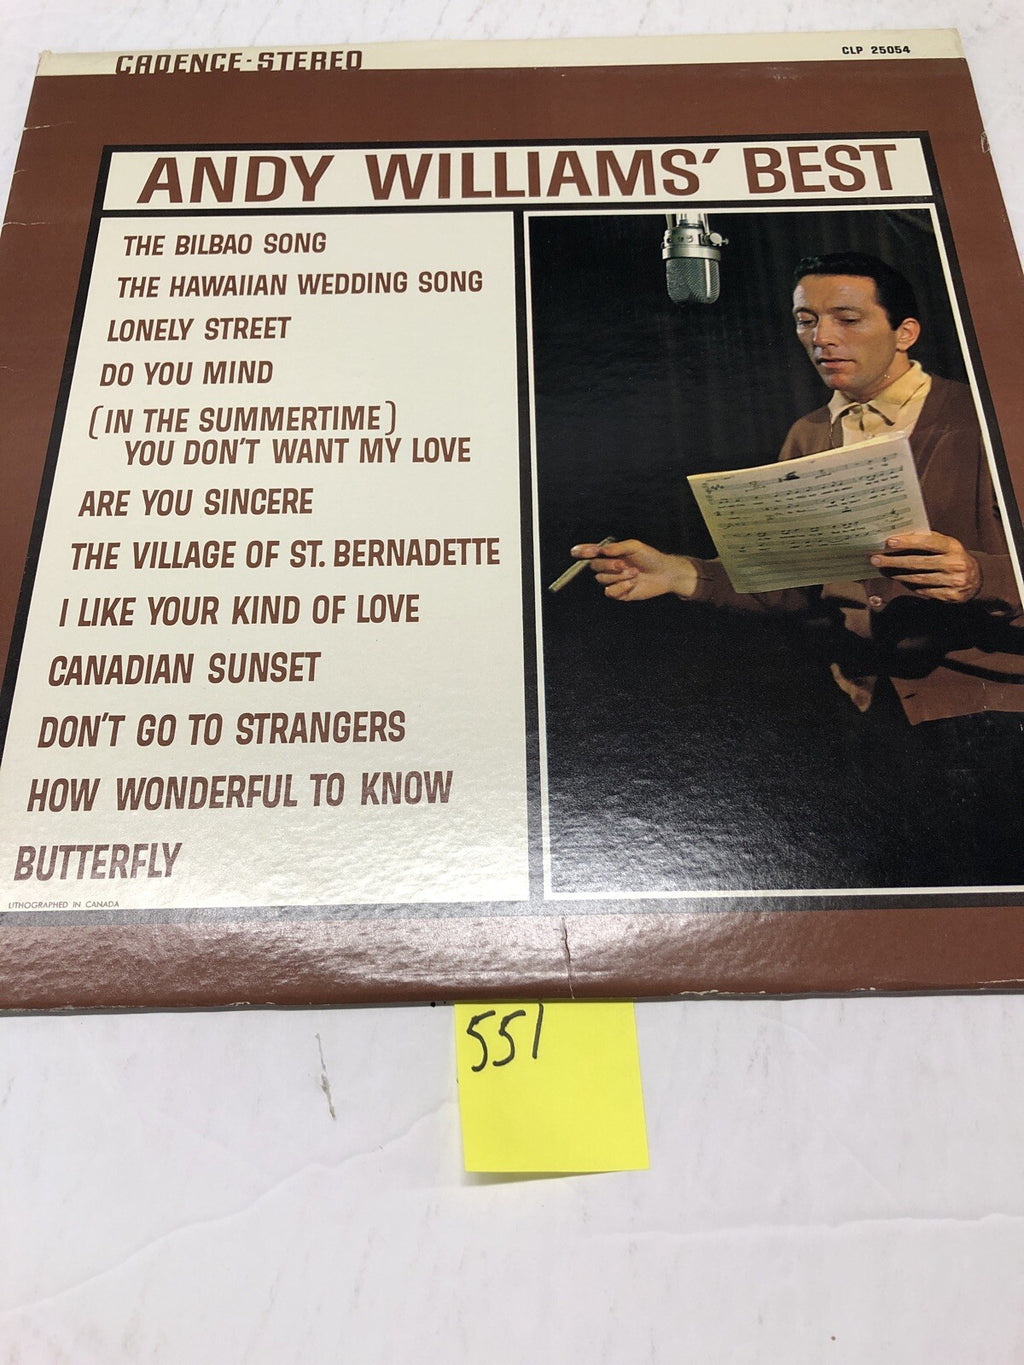 CADENCE-STEREO
CLP 25054
ANDY WILLIAMS' BEST
THE BILBAO SONG
THE HAWAIIAN WEDDING SONG
LONELY STREET
DO YOU MIND
(IN THE SUMMERTIME)
YOU DON'T WANT MY LOVE
ARE YOU SINCERE
THE VILLAGE OF ST. BERNADETTE
I LIKE YOUR KIND OF LOVE
CANADIAN SUNSET
DON'T GO TO STRANGERS
HOW WONDERFUL TO KNOW
BUTTERFLY
LITHOGRAPHED IN CANADA
551